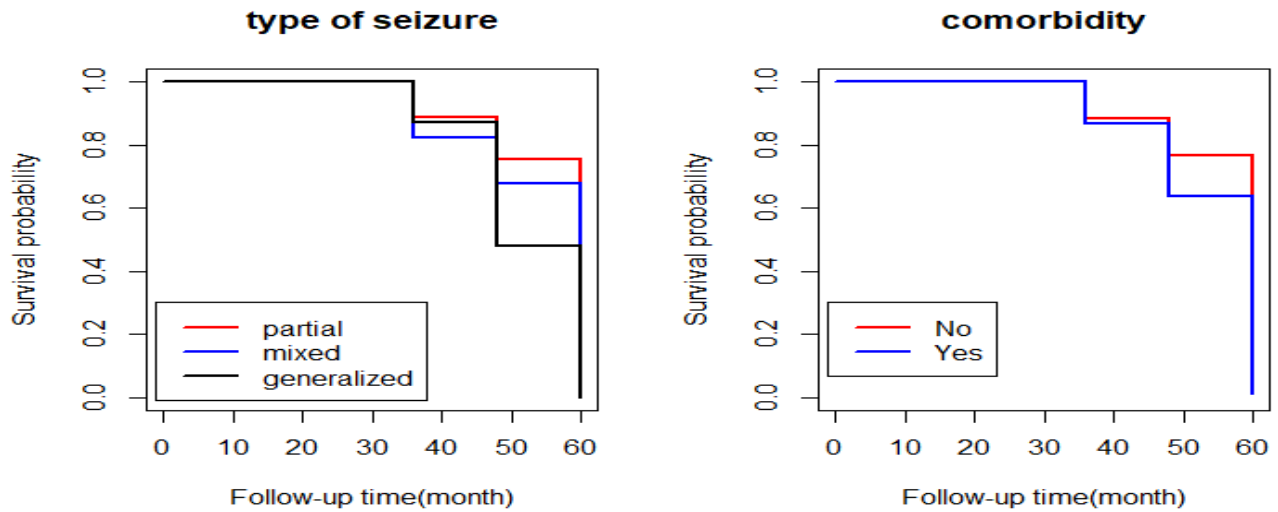 type of seizure
Survival probability
1.0
0.8
0.6
0.4
0.2
0.0
partial
mixed
generalized
0 10 20 30 40 50 60
Follow-up time(month)
comorbidity
Survival probability
1.0
0.8
0.6
0.4
0.2
0.0
No
Yes
0 10 20 30 40 50 60
Follow-up time(month)